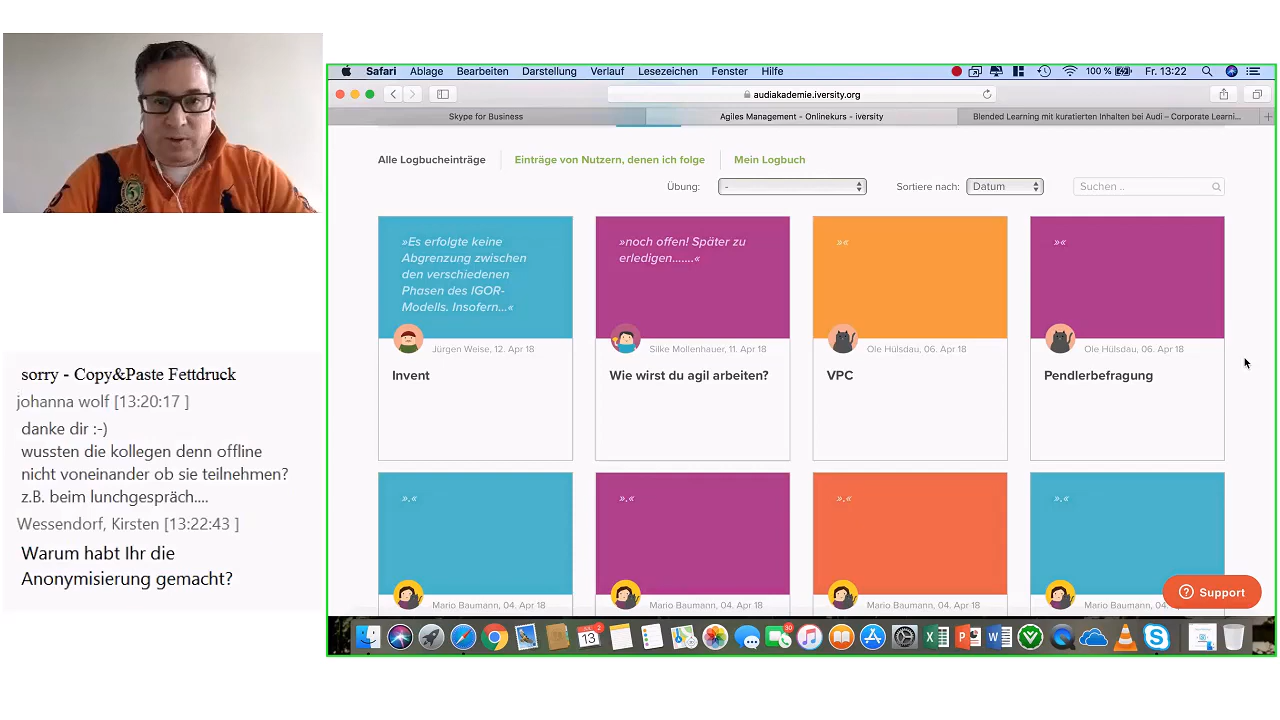 Safari Ablage Bearbeiten Darstellung Verlauf Lesezeichen Fenster Hilfe 100 % Fr. 13:22
audiakademie.iversity.org
Skype for Business Agiles Management - Onlinekurs - iversity Blended Learning mit kuratierten Inhalten bei Audi – Corporate Learni...
Alle Logbucheinträge Einträge von Nutzern, denen ich folge Mein Logbuch
Übung: - Sortiere nach: Datum Suchen ..
»Es erfolgte keine
Abgrenzung zwischen
den verschiedenen
Phasen des IGOR-
Modells. Insofern...«
Jürgen Weise, 12. Apr 18
Invent
»noch offen! Später zu
erledigen.......«
Silke Mollenhauer, 11. Apr 18
Wie wirst du agil arbeiten?
»«
Ole Hülsdau, 06. Apr 18
VPC
»«
Ole Hülsdau, 06. Apr 18
Pendlerbefragung
».«
Mario Baumann, 04. Apr 18
».«
Mario Baumann, 04. Apr 18
».«
Mario Baumann, 04. Apr 18
».«
Mario Baumann, 04. Apr 18
Support
sorry - Copy&Paste Fettdruck
johanna wolf [13:20:17 ]
danke dir :-)
wussten die kollegen denn offline
nicht voneinander ob sie teilnehmen?
z.B. beim lunchgespräch....
Wessendorf, Kirsten [13:22:43 ]
Warum habt Ihr die
Anonymisierung gemacht?